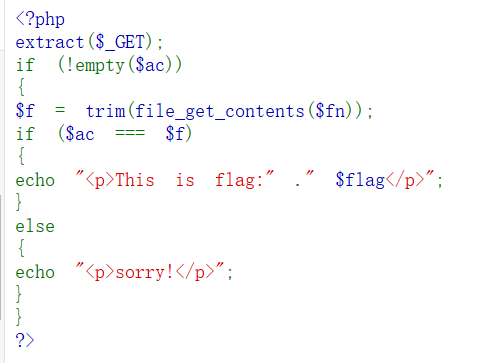 <?php
extract($_GET);
if (!empty($ac))
{
$f = trim(file_get_contents($fn));
if ($ac === $f)
{
echo "<p>This is flag:" ." $flag</p>";
}
else
{
echo "<p>sorry!</p>";
}
}
?>